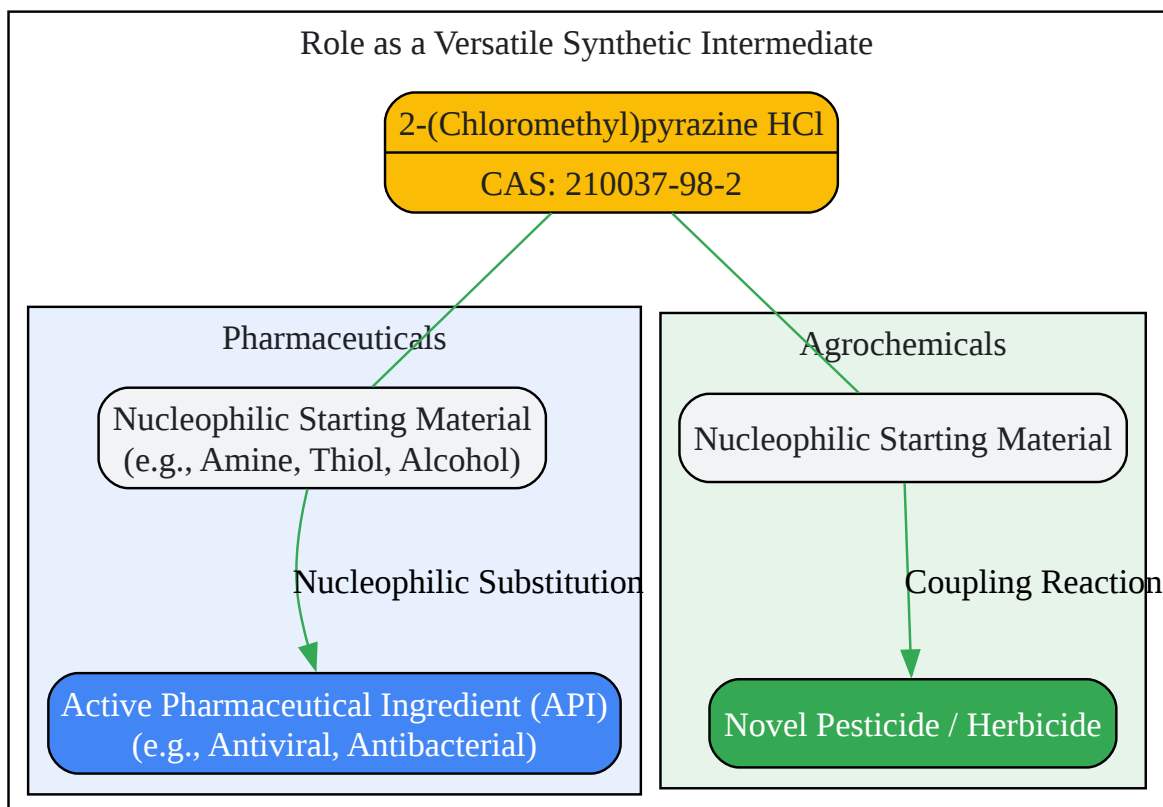 Role as a Versatile Synthetic Intermediate
2-(Chloromethyl)pyrazine HCl
CAS: 210037-98-2
Pharmaceuticals
Nucleophilic Starting Material
(e.g., Amine, Thiol, Alcohol)
Nucleophilic Substitution
Active Pharmaceutical Ingredient (API)
(e.g., Antiviral, Antibacterial)
Agrochemicals
Nucleophilic Starting Material
Coupling Reaction
Novel Pesticide / Herbicide